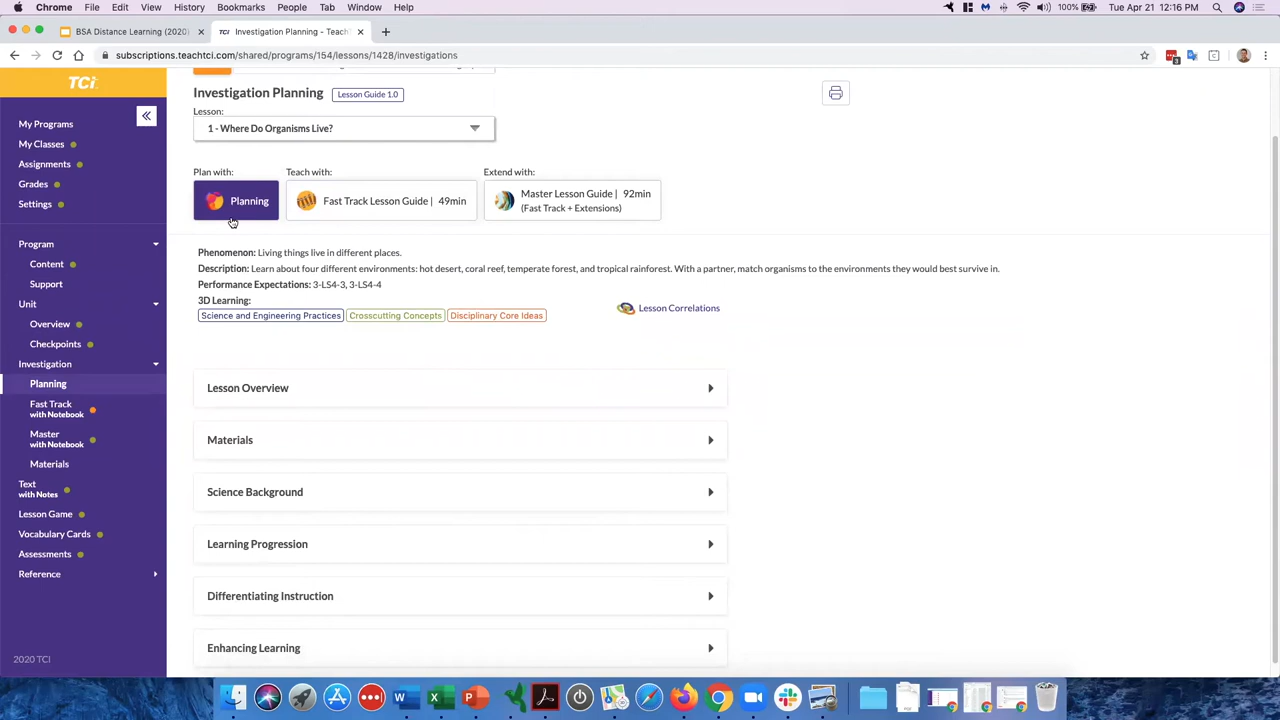 Chrome File Edit View History Bookmarks People Tab Window Help 100% Tue Apr 21 12:16 PM
BSA Distance Learning (2020) Investigation Planning - Teach
subscriptions.teachtci.com/shared/programs/154/lessons/1428/investigations
TCi
My Programs
My Classes
Assignments
Grades
Settings
Program
Content
Support
Unit
Overview
Checkpoints
Investigation
Planning
Fast Track
with Notebook
Master
with Notebook
Materials
Text
with Notes
Lesson Game
Vocabulary Cards
Assessments
Reference
2020 TCI
Investigation Planning Lesson Guide 1.0
Lesson:
1 - Where Do Organisms Live?
Plan with: Teach with: Extend with:
Planning Fast Track Lesson Guide | 49min Master Lesson Guide | 92min
(Fast Track + Extensions)
Phenomenon: Living things live in different places.
Description: Learn about four different environments: hot desert, coral reef, temperate forest, and tropical rainforest. With a partner, match organisms to the environments they would best survive in.
Performance Expectations: 3-LS4-3, 3-LS4-4
3D Learning:
Science and Engineering Practices Crosscutting Concepts Disciplinary Core Ideas Lesson Correlations
Lesson Overview
Materials
Science Background
Learning Progression
Differentiating Instruction
Enhancing Learning